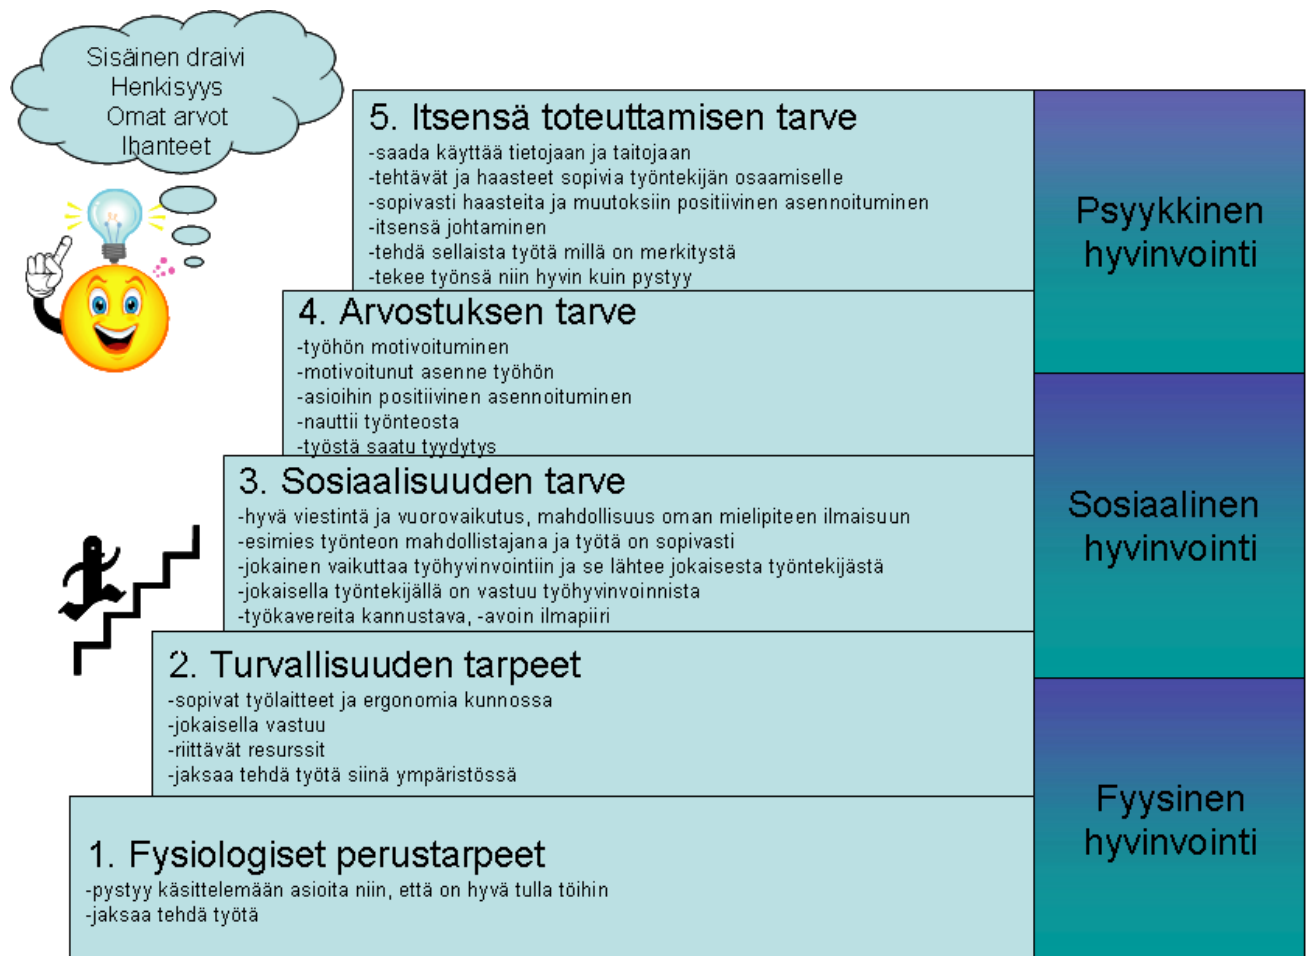 Sisäinen draivi
Henkisyys
Omat arvot
Ihanteet
5. Itsensä toteuttamisen tarve
-saada käyttää tietojaan ja taitojaan
-tehtävät ja haasteet sopivia työntekijän osaamiselle
-sopivasti haasteita ja muutoksiin positiivinen asennoituminen
-itsensä johtaminen
-tehdä sellaista työtä millä on merkitystä
-tekee työnsä niin hyvin kuin pystyy
Psyykkinen
hyvinvointi
4. Arvostuksen tarve
-työhön motivoituminen
-motivoitunut asenne työhön
-asioihin positiivinen asennoituminen
-nauttii työnteosta
-työstä saatu tyydytys
3. Sosiaalisuuden tarve
-hyvä viestintä ja vuorovaikutus, mahdollisuus oman mielipiteen ilmaisuun
-esimies työnteon mahdollistajana ja työtä on sopivasti
-jokainen vaikuttaa työhyvinvointiin ja se lähtee jokaisesta työntekijästä
-jokaisella työntekijällä on vastuu työhyvinvoinnista
-työkavereita kannustava, -avoin ilmapiiri
Sosiaalinen
hyvinvointi
2. Turvallisuuden tarpeet
-sopivat työlaitteet ja ergonomia kunnossa
-jokaisella vastuu
-riittävät resurssit
-jaksaa tehdä työtä siinä ympäristössä
1. Fysiologiset perustarpeet
-pystyy käsittelemään asioita niin, että on hyvä tulla töihin
-jaksaa tehdä työtä
Fyysinen
hyvinvointi